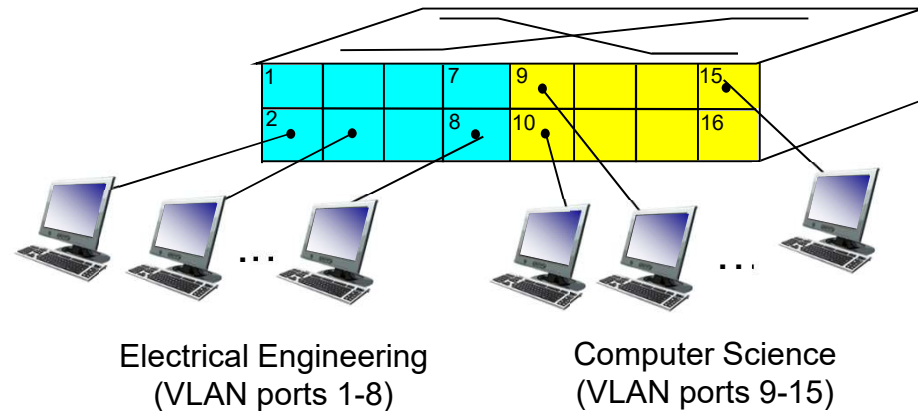 1 7 9 15
2 8 10 16
... ...
Electrical Engineering
(VLAN ports 1-8)
Computer Science
(VLAN ports 9-15)